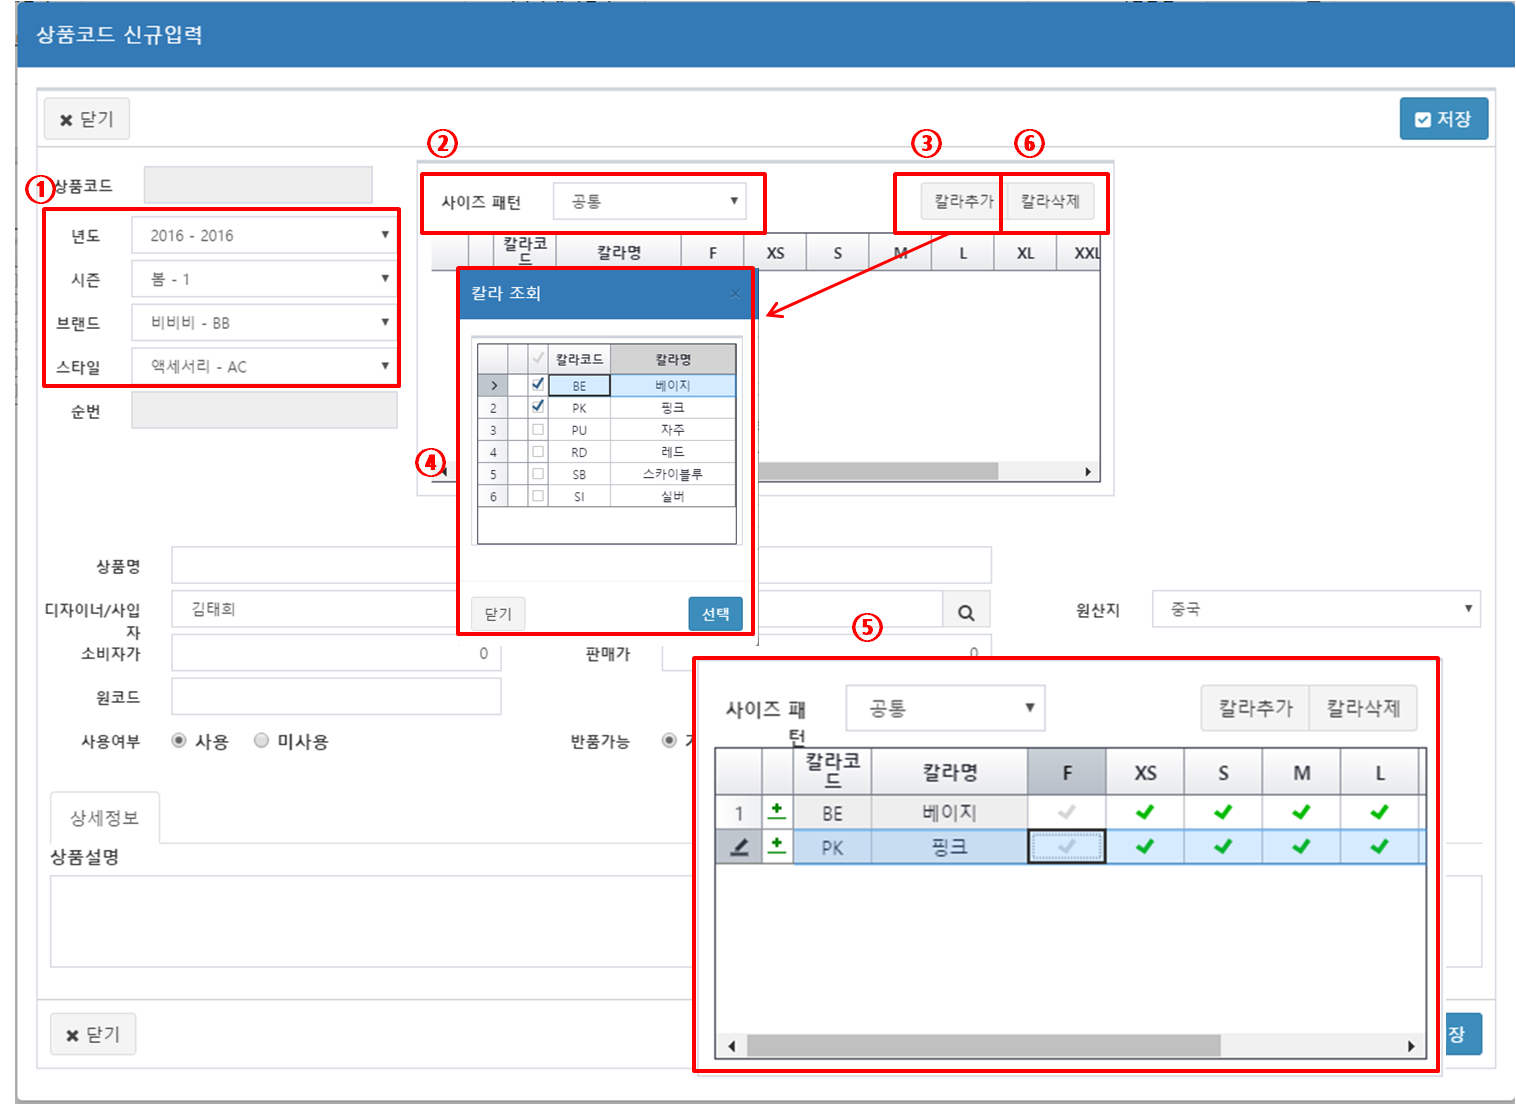 상품코드 신규입력
✖ 닫기
저장
① ② ③ ⑥
상품코드
사이즈 패턴 공통 ▼
칼라추가 칼라삭제
년도 2016 - 2016 ▼
시즌 봄 - 1 ▼
브랜드 비비비 - BB ▼
스타일 액세서리 - AC ▼
순번
칼라코드 칼라명 F XS S M L XL XXL
칼라 조회 ×
칼라코드 칼라명
BE 베이지
2 PK 핑크
3 PU 자주
4 RD 레드
5 SB 스카이블루
6 SI 실버
닫기 선택
④
상품명
디자이너/사입자 김태희
원산지 중국 ▼
소비자가 0
판매가 0
원코드
사용여부 사용 미사용
반품가능
상세정보
상품설명
⑤
사이즈 패턴 공통 ▼
칼라추가 칼라삭제
칼라코드 칼라명 F XS S M L
1 BE 베이지
PK 핑크
✖ 닫기
장